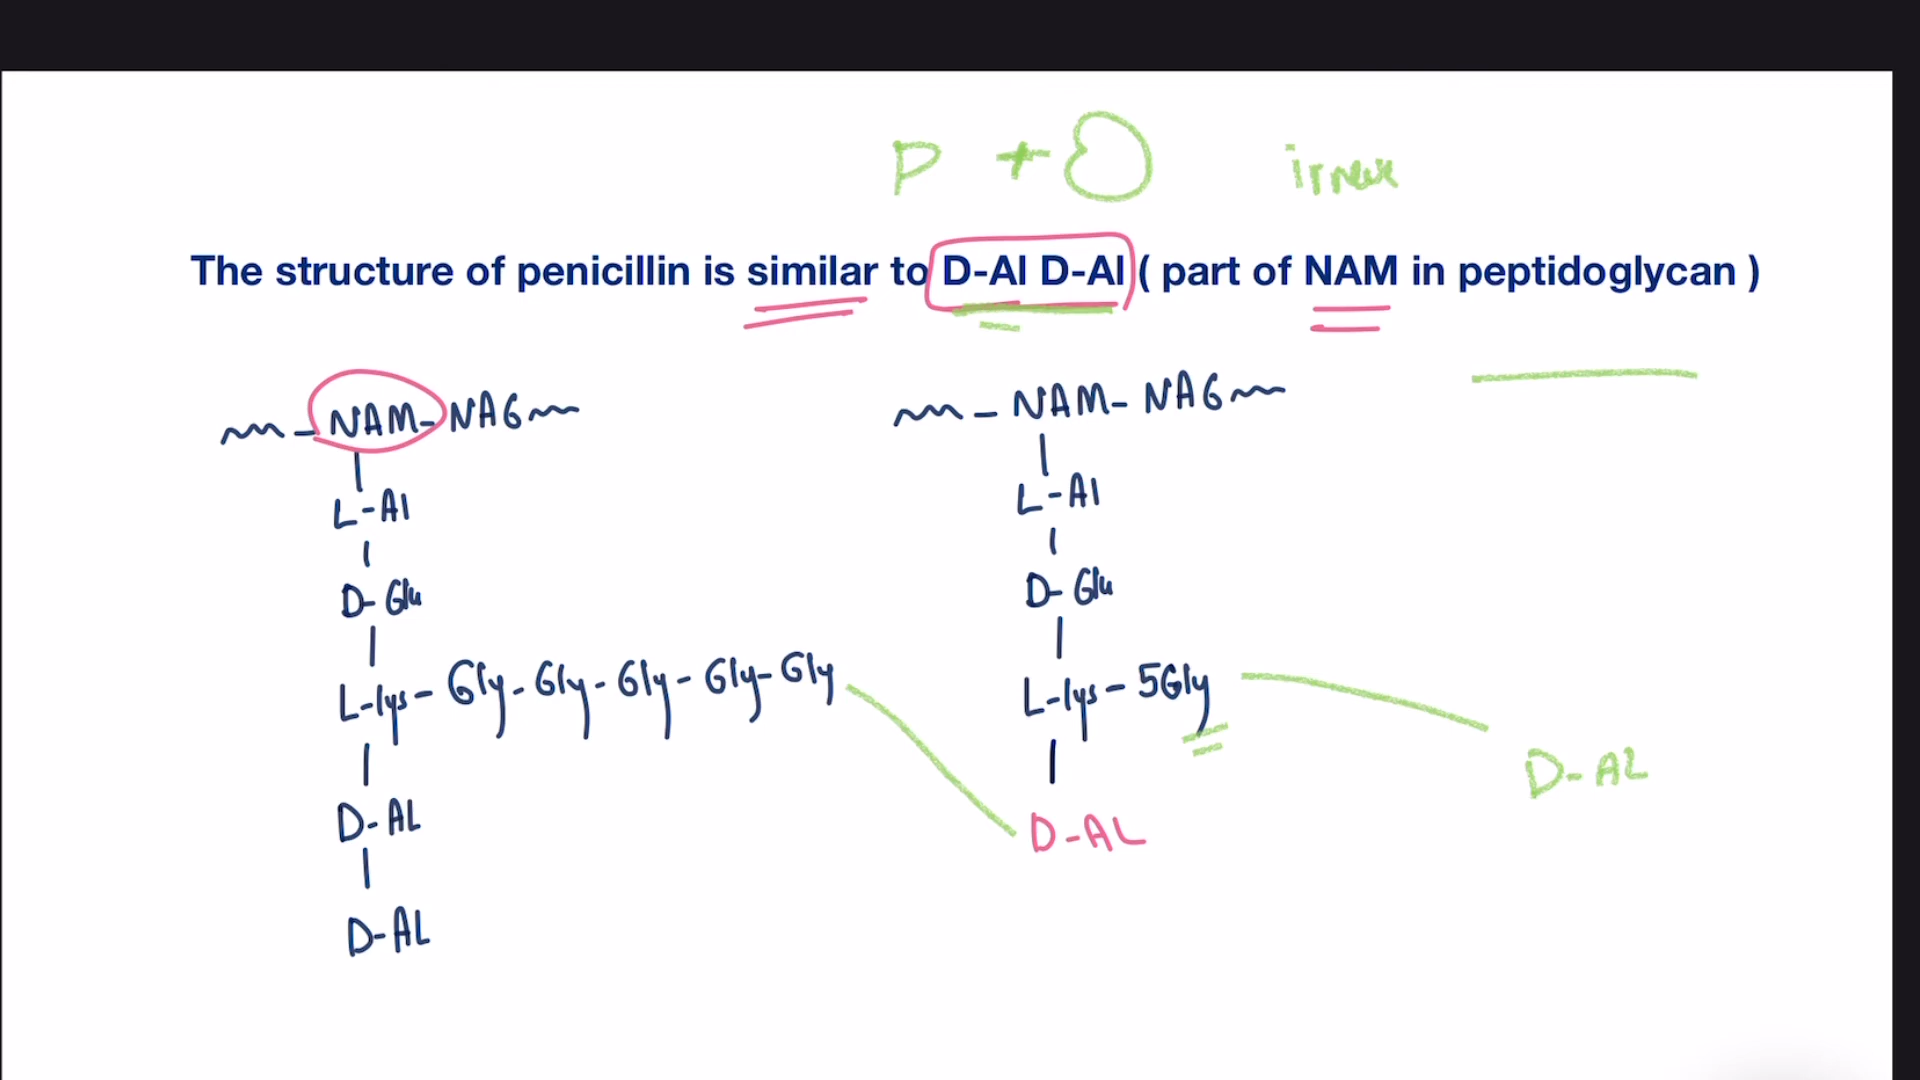 P +
The structure of penicillin is similar to D-Al D-Al ( part of NAM in peptidoglycan )
NAM- NAG
L-Al
D- Glu
L-lys- Gly- Gly- Gly- Gly- Gly
D- AL
D-AL
NAM- NAG
L-Al
D- Glu
L-lys- 5Gly
D-AL
D-AL